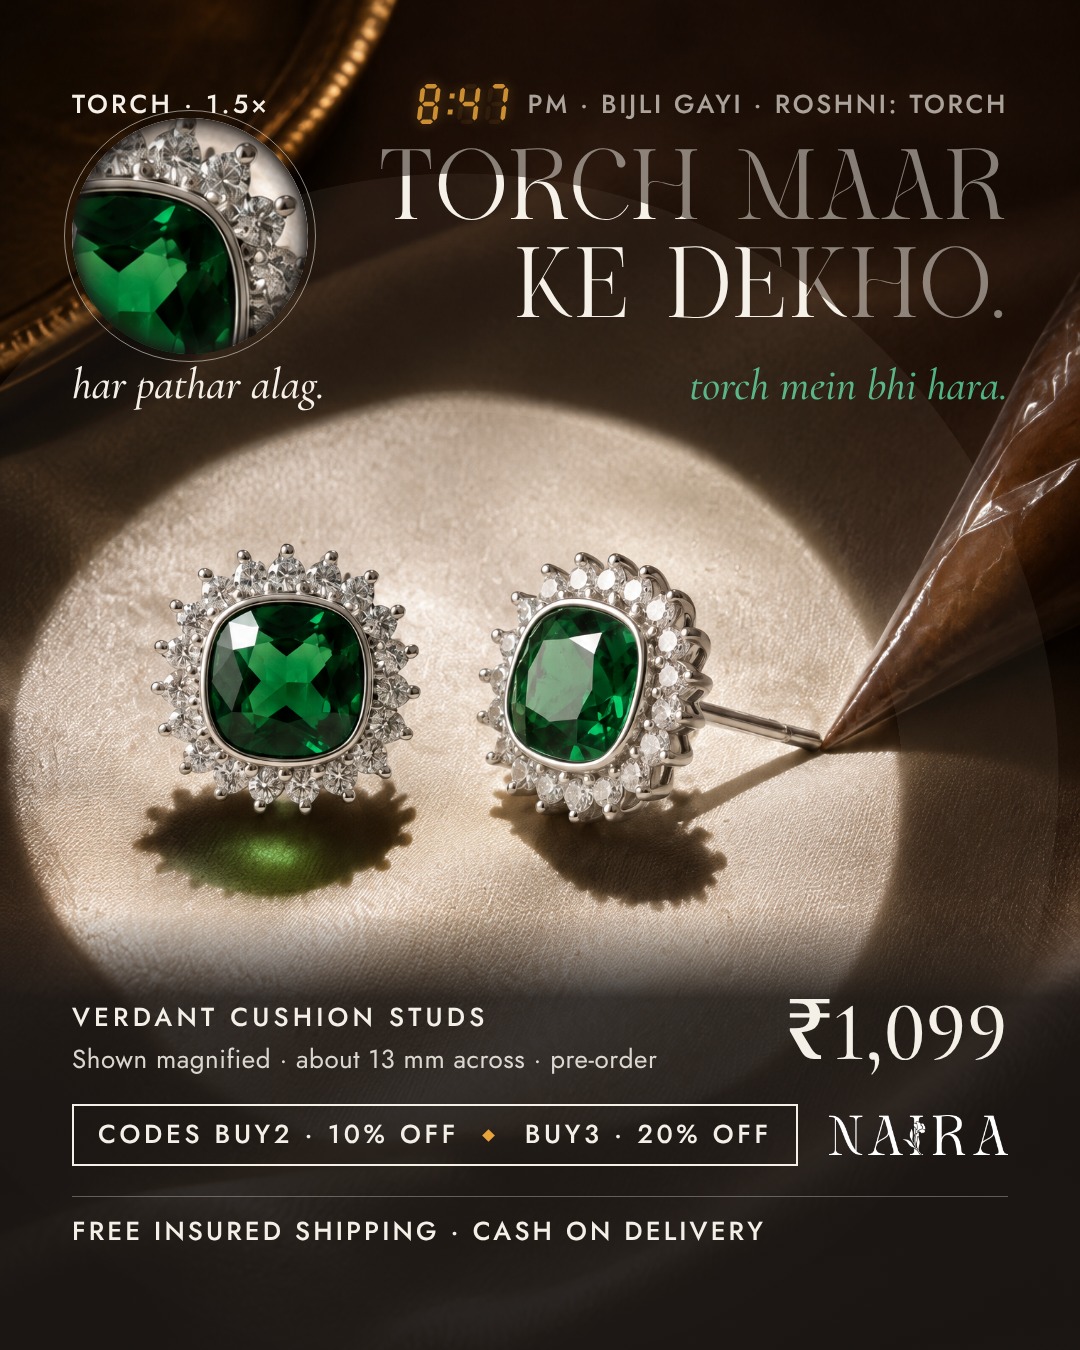 TORCH · 1.5×
8:47 PM · BIJLI GAYI · ROSHNI: TORCH
TORCH MAAR
KE DEKHO.
har pathar alag.
torch mein bhi hara.
VERDANT CUSHION STUDS
₹1,099
Shown magnified · about 13 mm across · pre-order
CODES BUY2 · 10% OFF ◆ BUY3 · 20% OFF
NAIRA
FREE INSURED SHIPPING · CASH ON DELIVERY